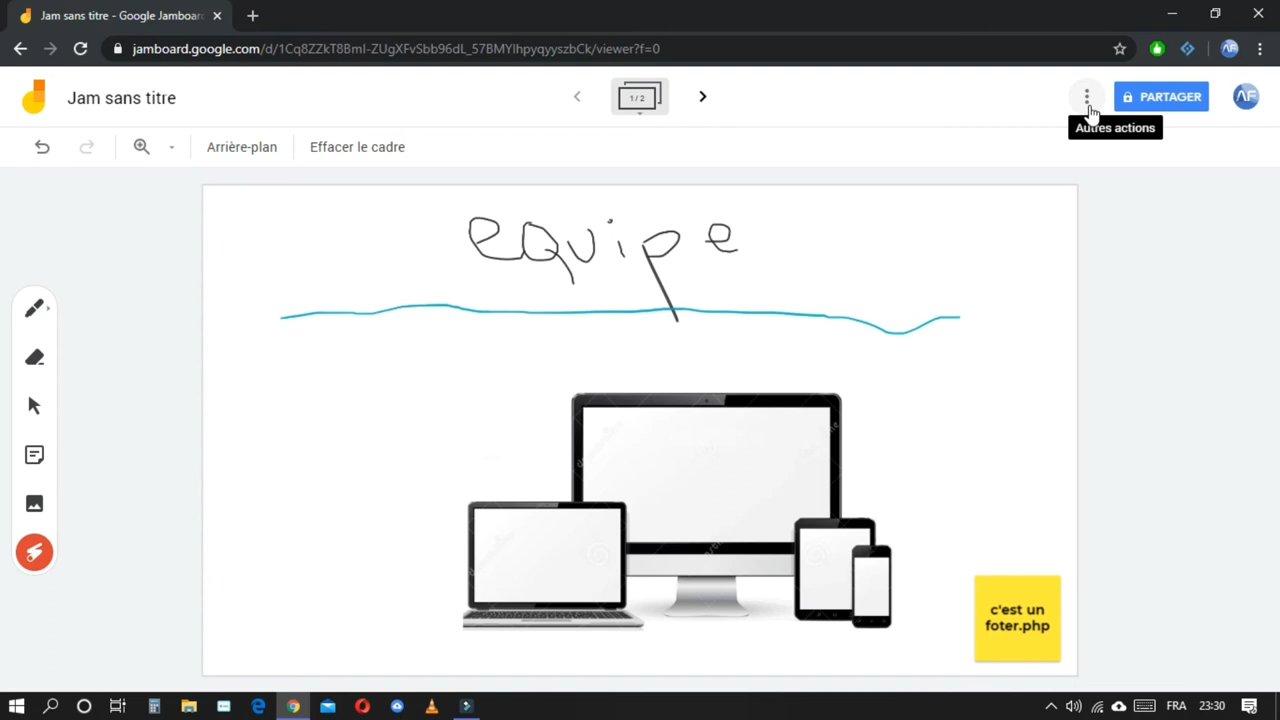 Jam sans titre - Google Jamboard
jamboard.google.com/d/1Cq8ZZkT8BmI-ZUgXFvSbb96dL_57BMYlhpyqyyszbCk/viewer?f=0
Jam sans titre
1 / 2
PARTAGER
AF
Autres actions
Arrière-plan
Effacer le cadre
equipe
c'est un
foter.php
FRA
23:30